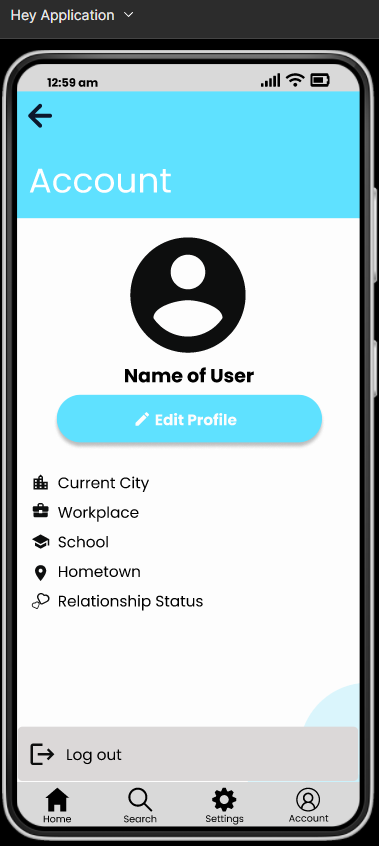 Hey Application
12:59 am
Account
Name of User
Edit Profile
Current City
Workplace
School
Hometown
Relationship Status
Log out
Home Search Settings Account